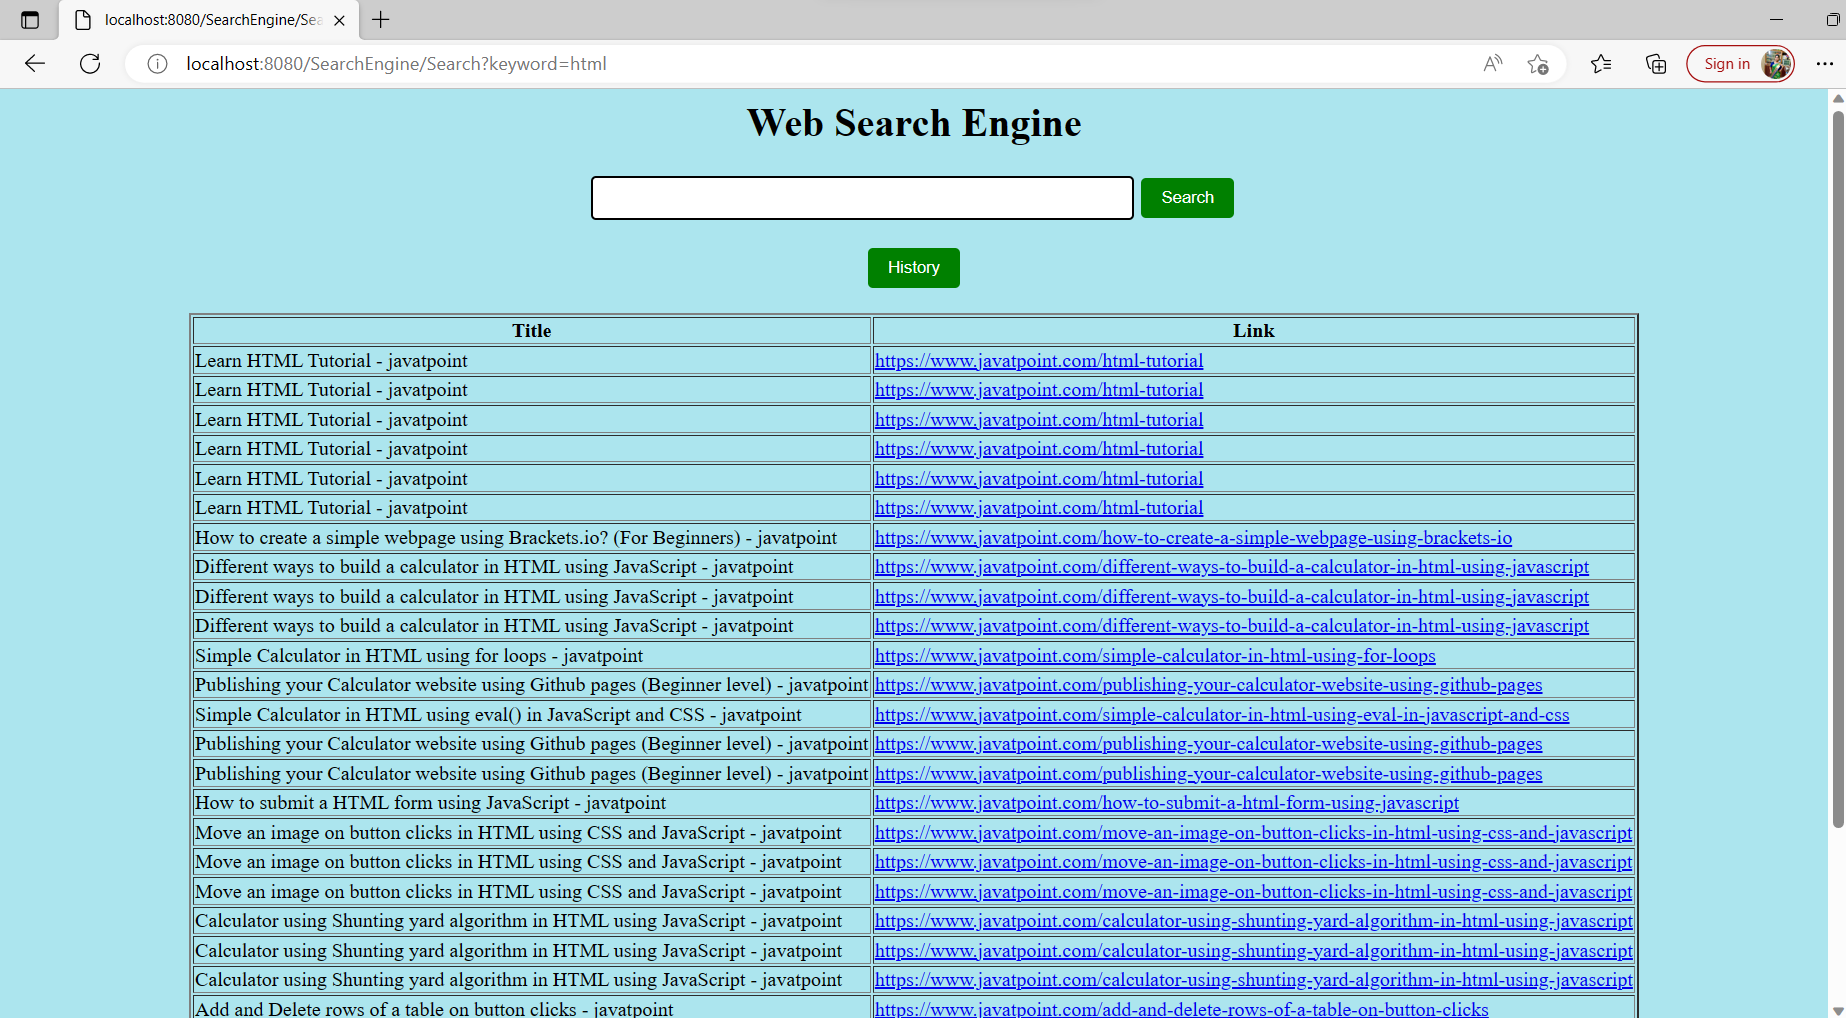 localhost:8080/SearchEngine/Sea
localhost:8080/SearchEngine/Search?keyword=html
Sign in
Web Search Engine
Search
History
Title Link
Learn HTML Tutorial - javatpoint https://www.javatpoint.com/html-tutorial
Learn HTML Tutorial - javatpoint https://www.javatpoint.com/html-tutorial
Learn HTML Tutorial - javatpoint https://www.javatpoint.com/html-tutorial
Learn HTML Tutorial - javatpoint https://www.javatpoint.com/html-tutorial
Learn HTML Tutorial - javatpoint https://www.javatpoint.com/html-tutorial
Learn HTML Tutorial - javatpoint https://www.javatpoint.com/html-tutorial
How to create a simple webpage using Brackets.io? (For Beginners) - javatpoint https://www.javatpoint.com/how-to-create-a-simple-webpage-using-brackets-io
Different ways to build a calculator in HTML using JavaScript - javatpoint https://www.javatpoint.com/different-ways-to-build-a-calculator-in-html-using-javascript
Different ways to build a calculator in HTML using JavaScript - javatpoint https://www.javatpoint.com/different-ways-to-build-a-calculator-in-html-using-javascript
Different ways to build a calculator in HTML using JavaScript - javatpoint https://www.javatpoint.com/different-ways-to-build-a-calculator-in-html-using-javascript
Simple Calculator in HTML using for loops - javatpoint https://www.javatpoint.com/simple-calculator-in-html-using-for-loops
Publishing your Calculator website using Github pages (Beginner level) - javatpoint https://www.javatpoint.com/publishing-your-calculator-website-using-github-pages
Simple Calculator in HTML using eval() in JavaScript and CSS - javatpoint https://www.javatpoint.com/simple-calculator-in-html-using-eval-in-javascript-and-css
Publishing your Calculator website using Github pages (Beginner level) - javatpoint https://www.javatpoint.com/publishing-your-calculator-website-using-github-pages
Publishing your Calculator website using Github pages (Beginner level) - javatpoint https://www.javatpoint.com/publishing-your-calculator-website-using-github-pages
How to submit a HTML form using JavaScript - javatpoint https://www.javatpoint.com/how-to-submit-a-html-form-using-javascript
Move an image on button clicks in HTML using CSS and JavaScript - javatpoint https://www.javatpoint.com/move-an-image-on-button-clicks-in-html-using-css-and-javascript
Move an image on button clicks in HTML using CSS and JavaScript - javatpoint https://www.javatpoint.com/move-an-image-on-button-clicks-in-html-using-css-and-javascript
Move an image on button clicks in HTML using CSS and JavaScript - javatpoint https://www.javatpoint.com/move-an-image-on-button-clicks-in-html-using-css-and-javascript
Calculator using Shunting yard algorithm in HTML using JavaScript - javatpoint https://www.javatpoint.com/calculator-using-shunting-yard-algorithm-in-html-using-javascript
Calculator using Shunting yard algorithm in HTML using JavaScript - javatpoint https://www.javatpoint.com/calculator-using-shunting-yard-algorithm-in-html-using-javascript
Calculator using Shunting yard algorithm in HTML using JavaScript - javatpoint https://www.javatpoint.com/calculator-using-shunting-yard-algorithm-in-html-using-javascript
Add and Delete rows of a table on button clicks - javatpoint https://www.javatpoint.com/add-and-delete-rows-of-a-table-on-button-clicks